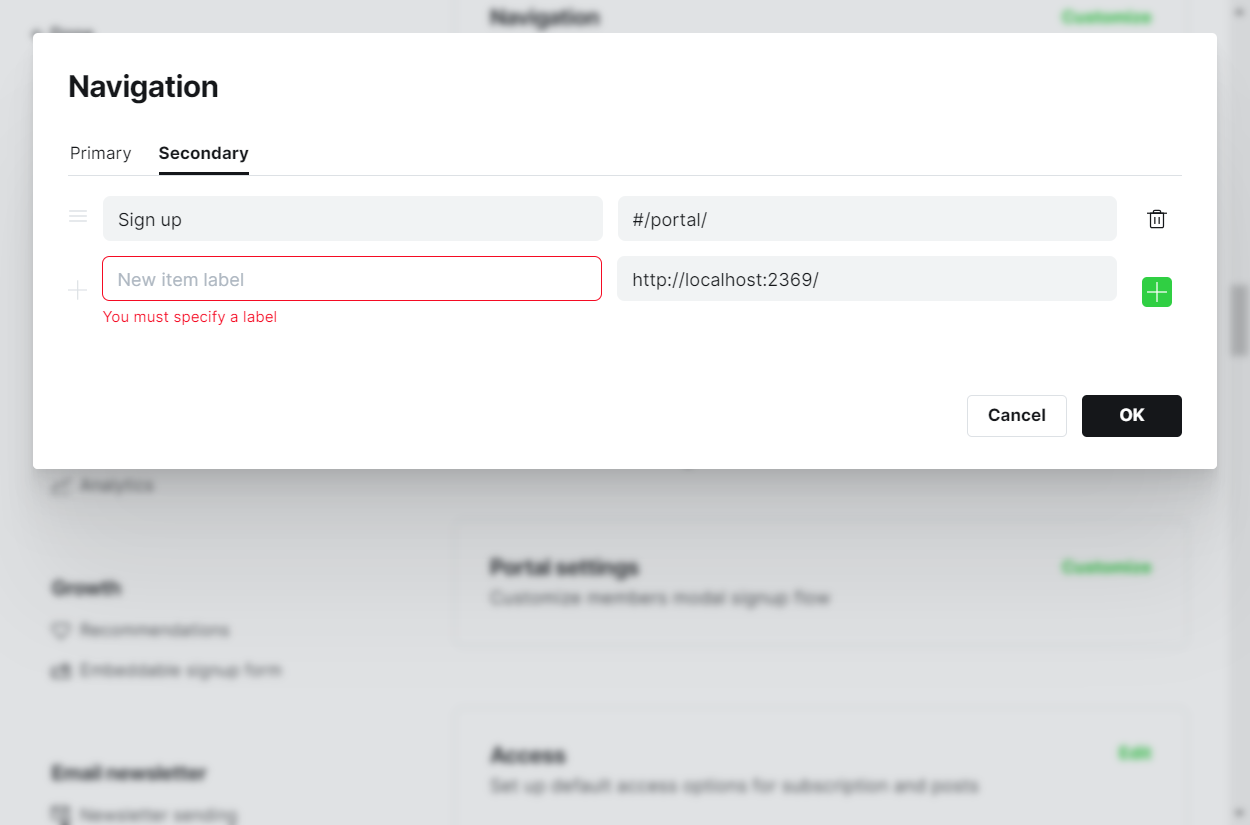 Navigation
Customize
Navigation
Primary
Secondary
Sign up
#/portal/
New item label
http://localhost:2369/
You must specify a label
Cancel
OK
Analytics
Growth
Recommendations
Embeddable signup form
Email newsletter
Newsletter sending
Portal settings
Customize
Customize members modal signup flow
Access
Edit
Set up default access options for subscription and posts